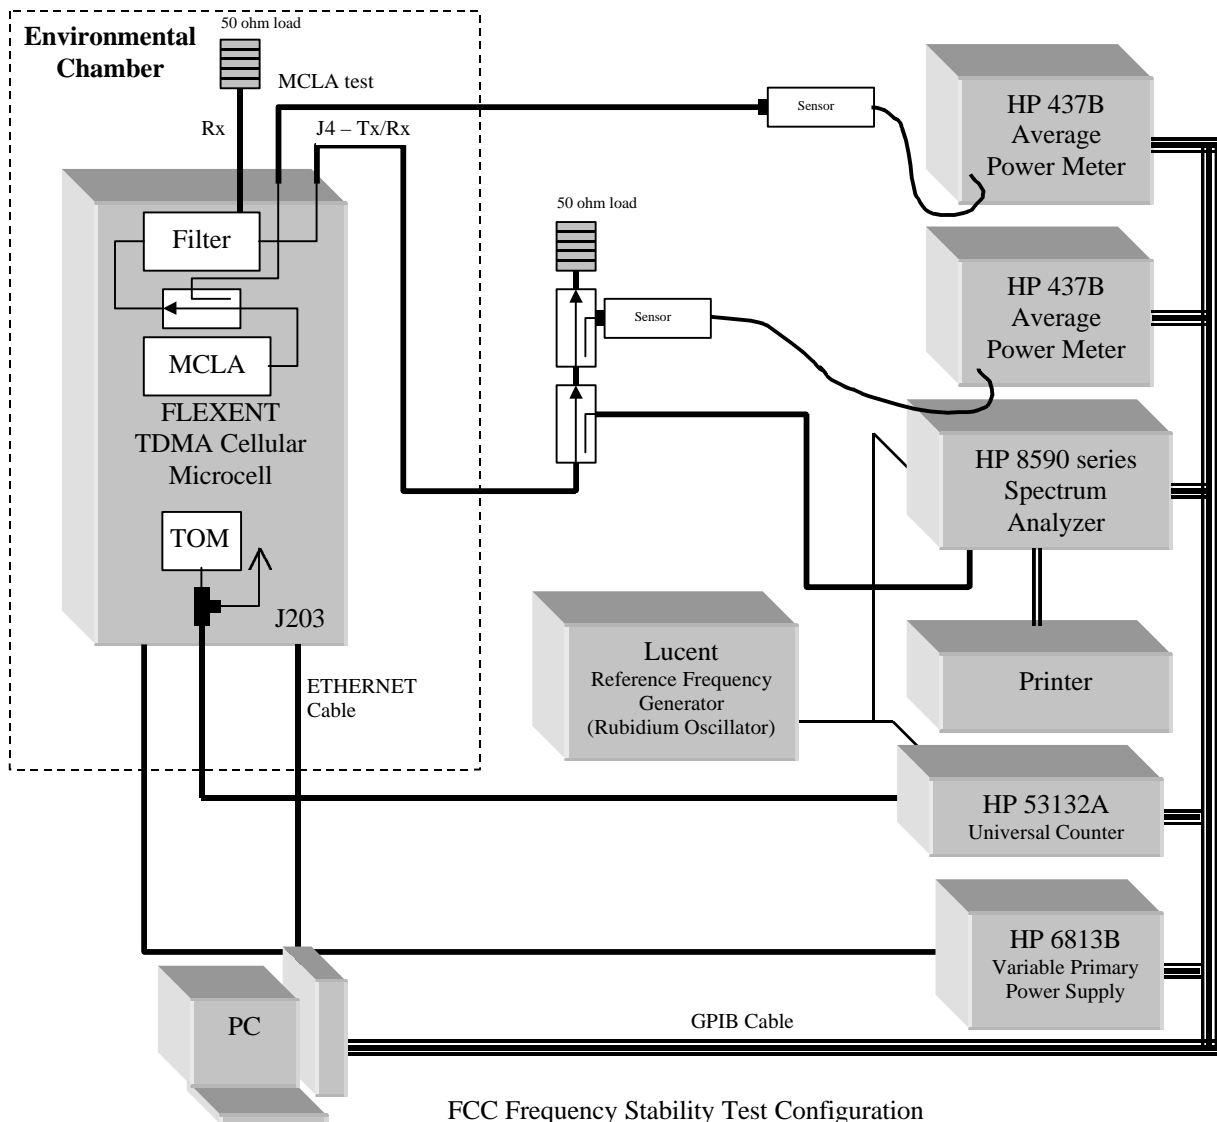 50 ohm load
Environmental
Chamber
MCLA test
Rx
J4 – Tx/Rx
Sensor
HP 437B
Average
Power Meter
Filter
50 ohm load
HP 437B
Average
Power Meter
Sensor
MCLA
FLEXENT
TDMA Cellular
Microcell
HP 8590 series
Spectrum
Analyzer
TOM
J203
Lucent
Reference Frequency
Generator
(Rubidium Oscillator)
Printer
ETHERNET
Cable
HP 53132A
Universal Counter
HP 6813B
Variable Primary
Power Supply
PC
GPIB Cable
FCC Frequency Stability Test Configuration